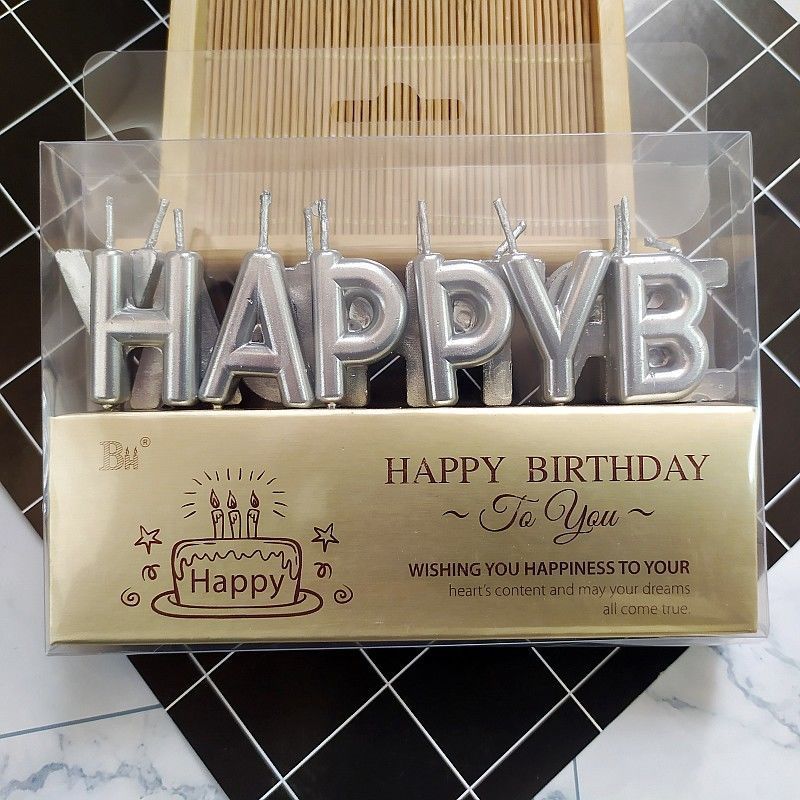 HAPPYB
BH®
HAPPY BIRTHDAY
~ To You ~
Happy
WISHING YOU HAPPINESS TO YOUR
heart's content and may your dreams
all come true.